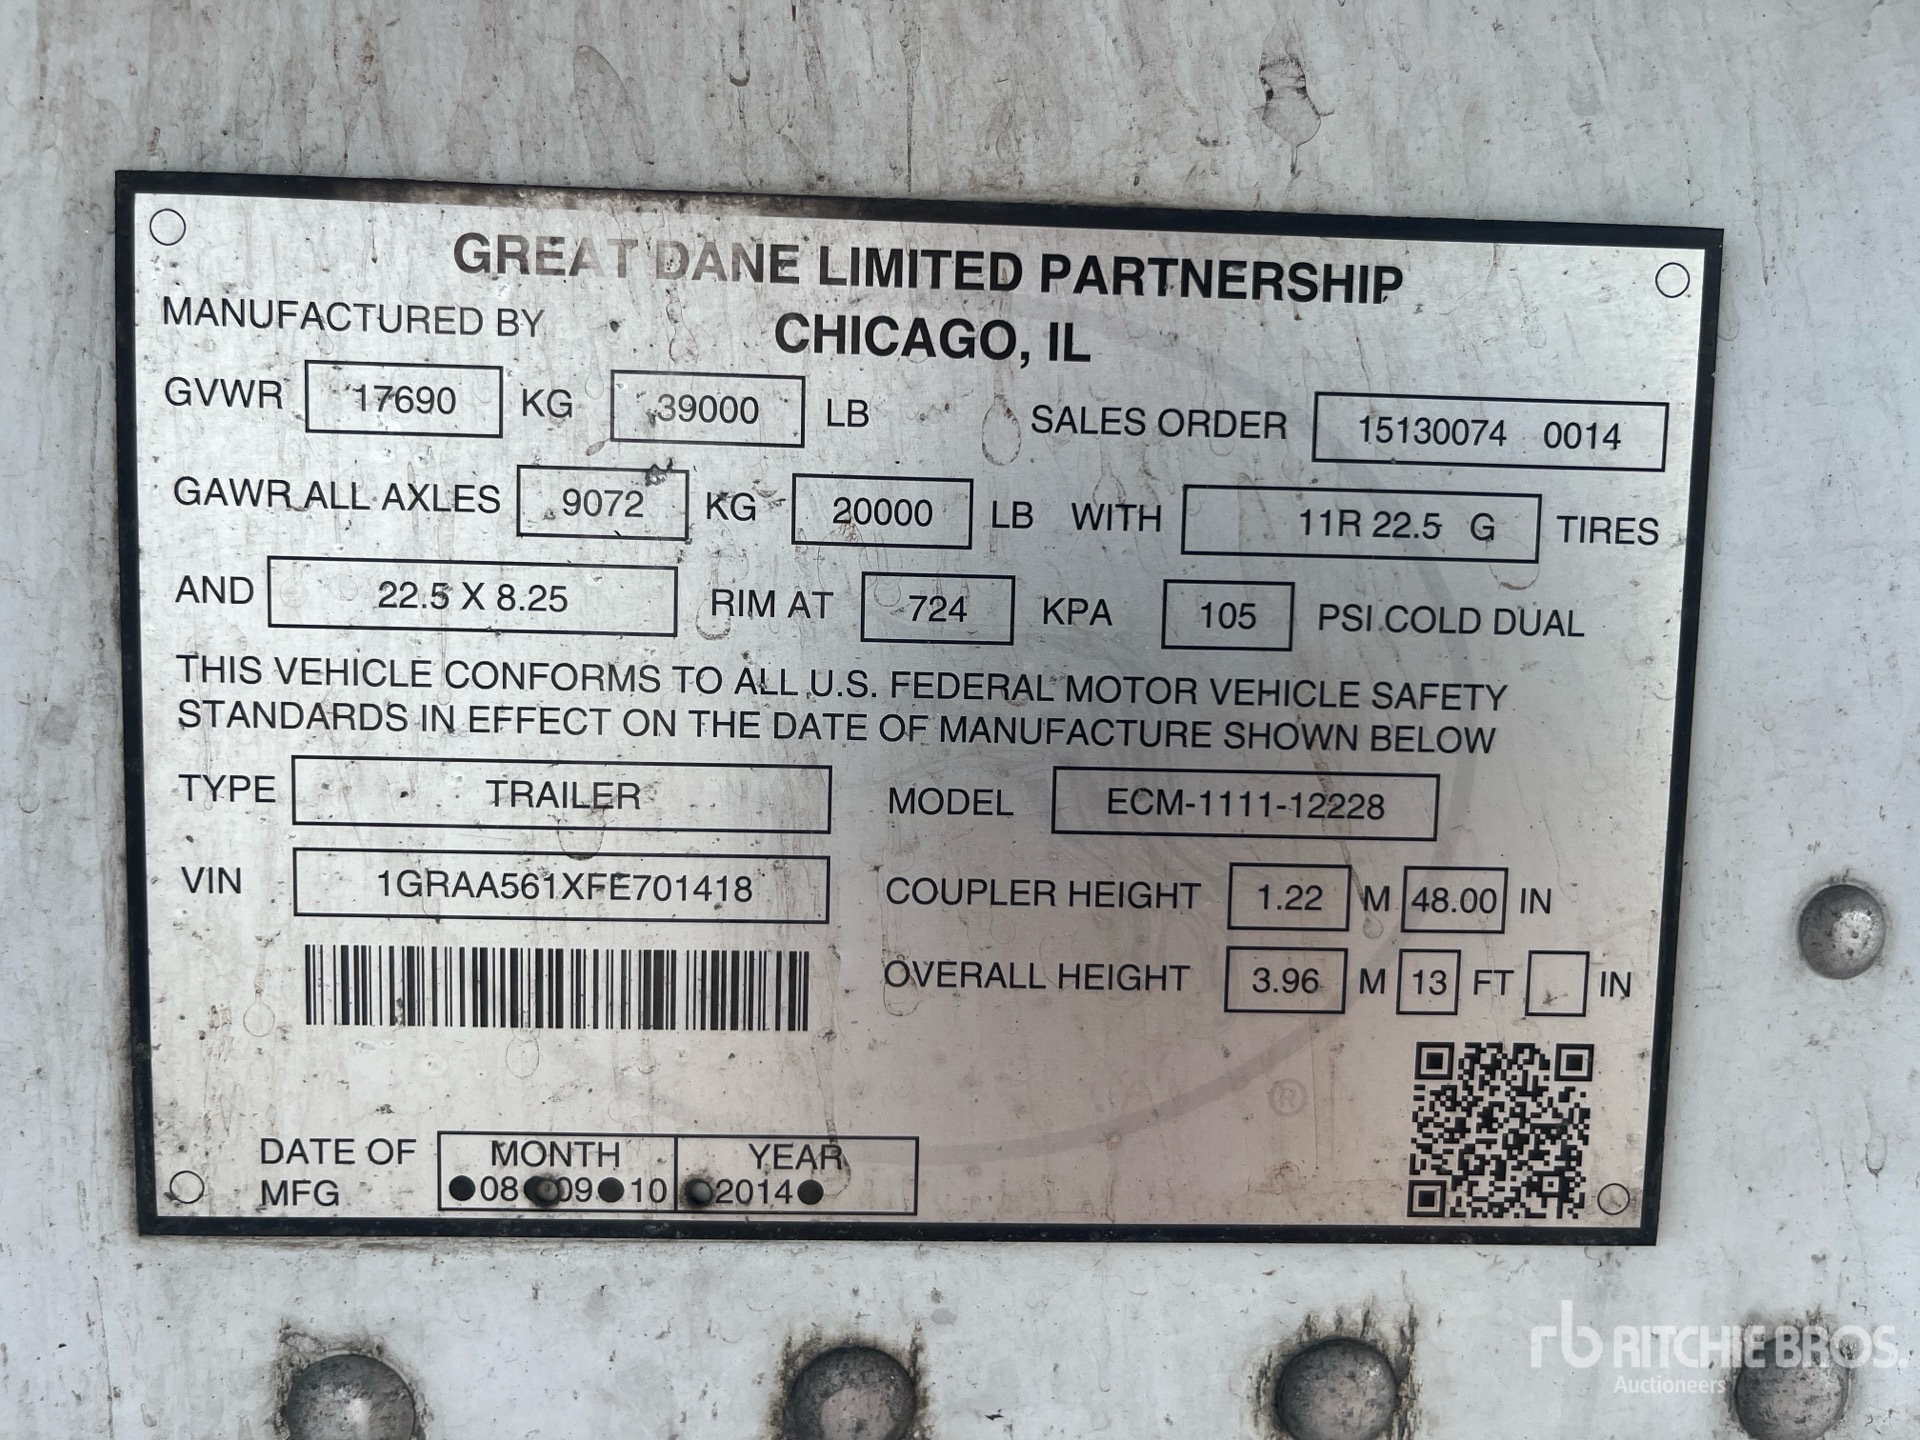 GREAT DANE LIMITED PARTNERSHIP
MANUFACTURED BY CHICAGO, IL
GVWR 17690 KG 39000 LB SALES ORDER 15130074 0014
GAWR ALL AXLES 9072 KG 20000 LB WITH 11R 22.5 G TIRES
AND 22.5 X 8.25 RIM AT 724 KPA 105 PSI COLD DUAL
THIS VEHICLE CONFORMS TO ALL U.S. FEDERAL MOTOR VEHICLE SAFETY
STANDARDS IN EFFECT ON THE DATE OF MANUFACTURE SHOWN BELOW
TYPE TRAILER MODEL ECM-1111-12228
VIN 1GRAA561XFE701418 COUPLER HEIGHT 1.22 M 48.00 IN
OVERALL HEIGHT 3.96 M 13 FT IN
®
DATE OF MONTH YEAR
MFG ●08●09●10 ●2014●
rb RITCHIE BROS.
Auctioneers